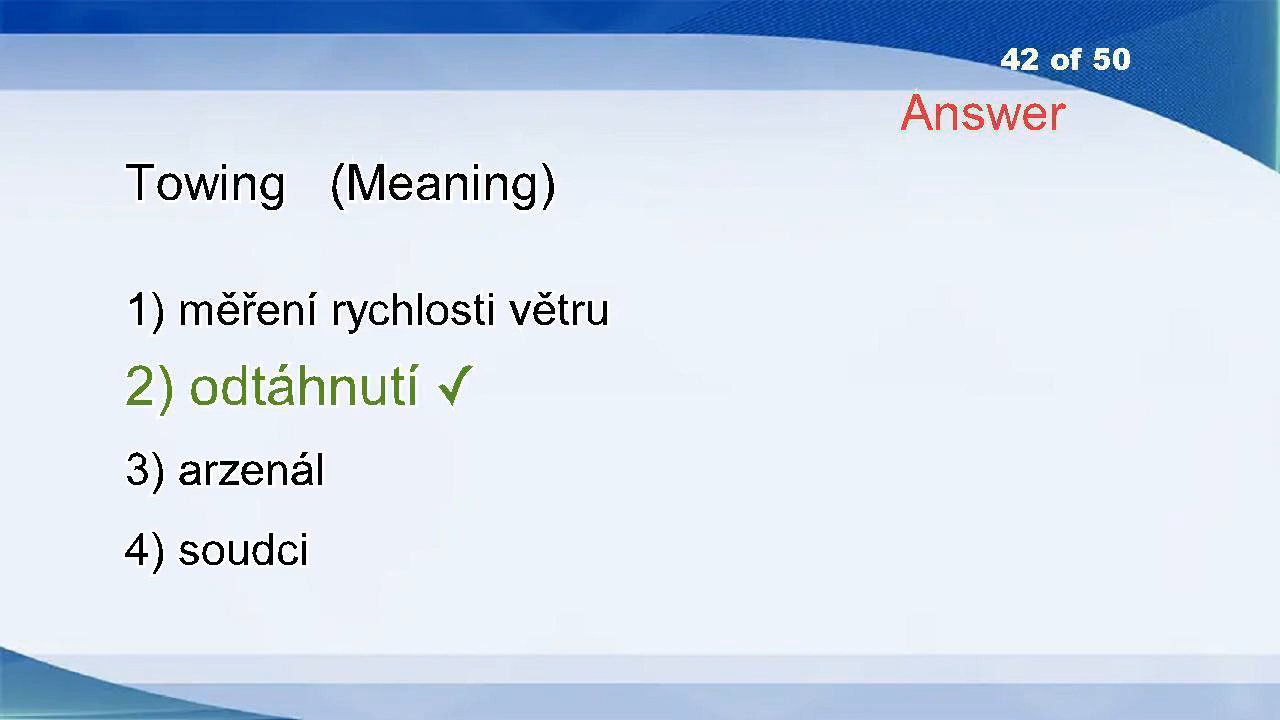 42 of 50
Answer
Towing (Meaning)
1) měření rychlosti větru
2) odtáhnutí ✓
3) arzenál
4) soudci